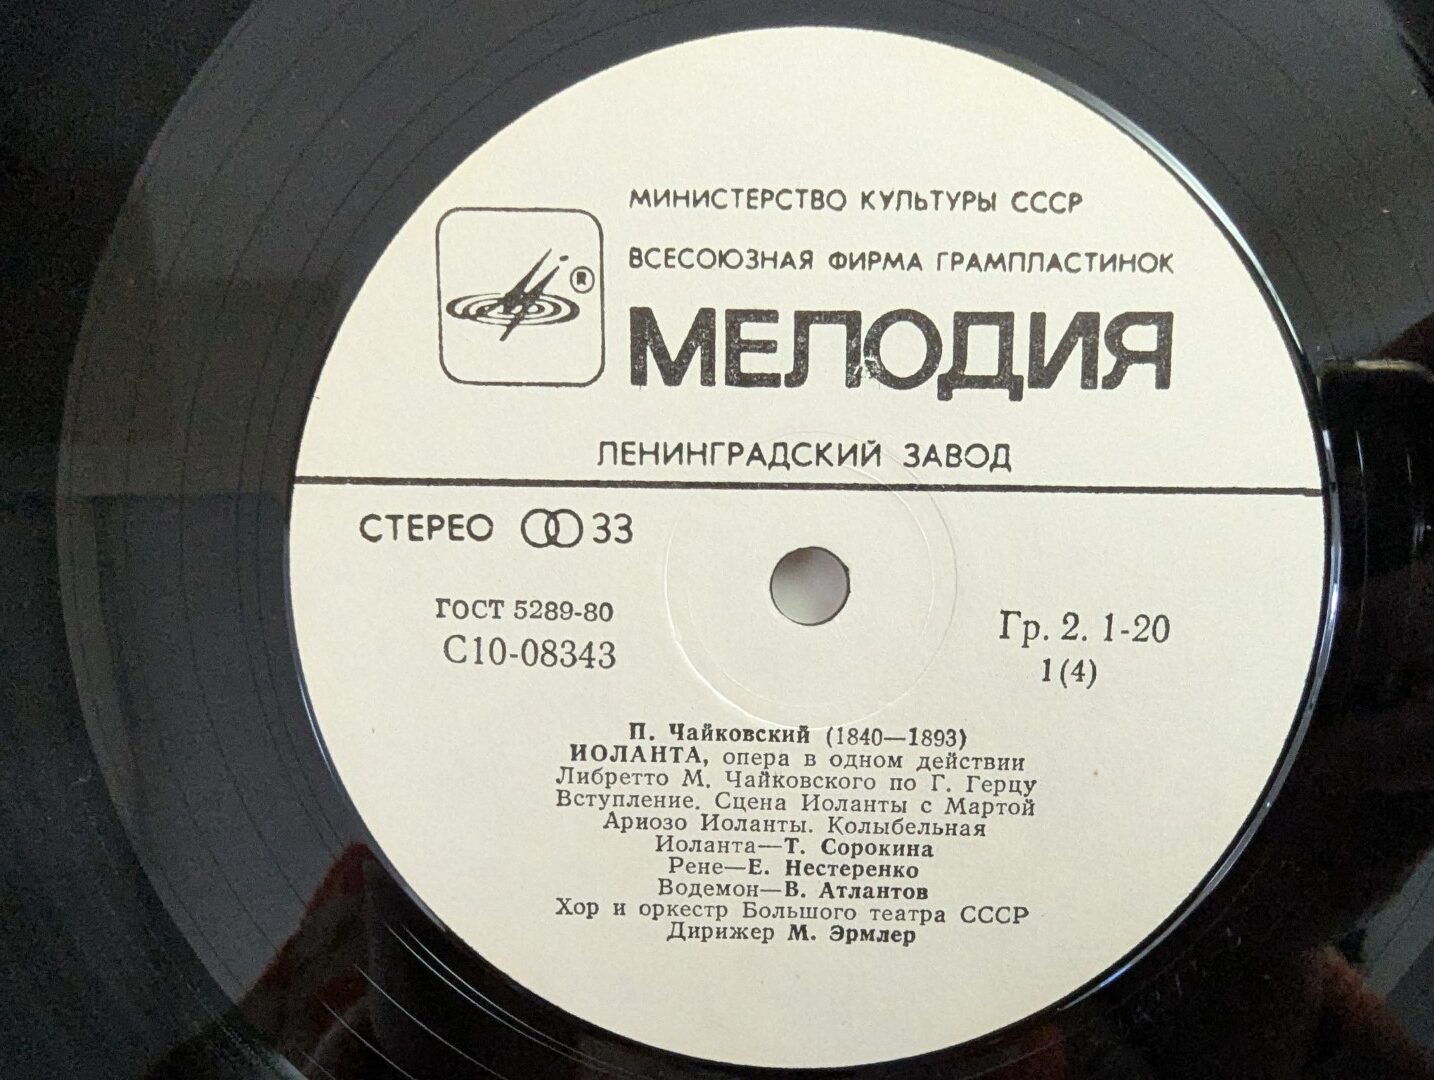 МИНИСТЕРСТВО КУЛЬТУРЫ СССР
ВСЕСОЮЗНАЯ ФИРМА ГРАМПЛАСТИНОК
®
МЕЛОДИЯ
ЛЕНИНГРАДСКИЙ ЗАВОД
СТЕРЕО 33
ГОСТ 5289-80
С10-08343
Гр. 2. 1-20
1(4)
П. Чайковский (1840—1893)
ИОЛАНТА, опера в одном действии
Либретто М. Чайковского по Г. Герцу
Вступление. Сцена Иоланты с Мартой
Ариозо Иоланты. Колыбельная
Иоланта—Т. Сорокина
Рене—Е. Нестеренко
Водемон—В. Атлантов
Хор и оркестр Большого театра СССР
Дирижер М. Эрмлер